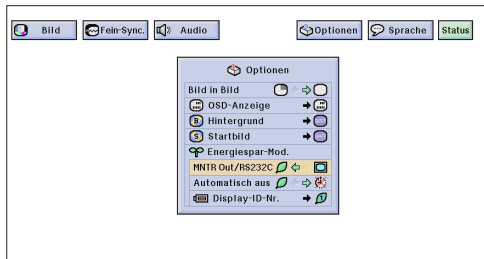 Bild Fein-Sync. Audio Optionen Sprache Status
Optionen
Bild in Bild
OSD-Anzeige
B Hintergrund
S Startbild
Energiespar-Mod.
MNTR Out/RS232C
Automatisch aus
Display-ID-Nr. 1